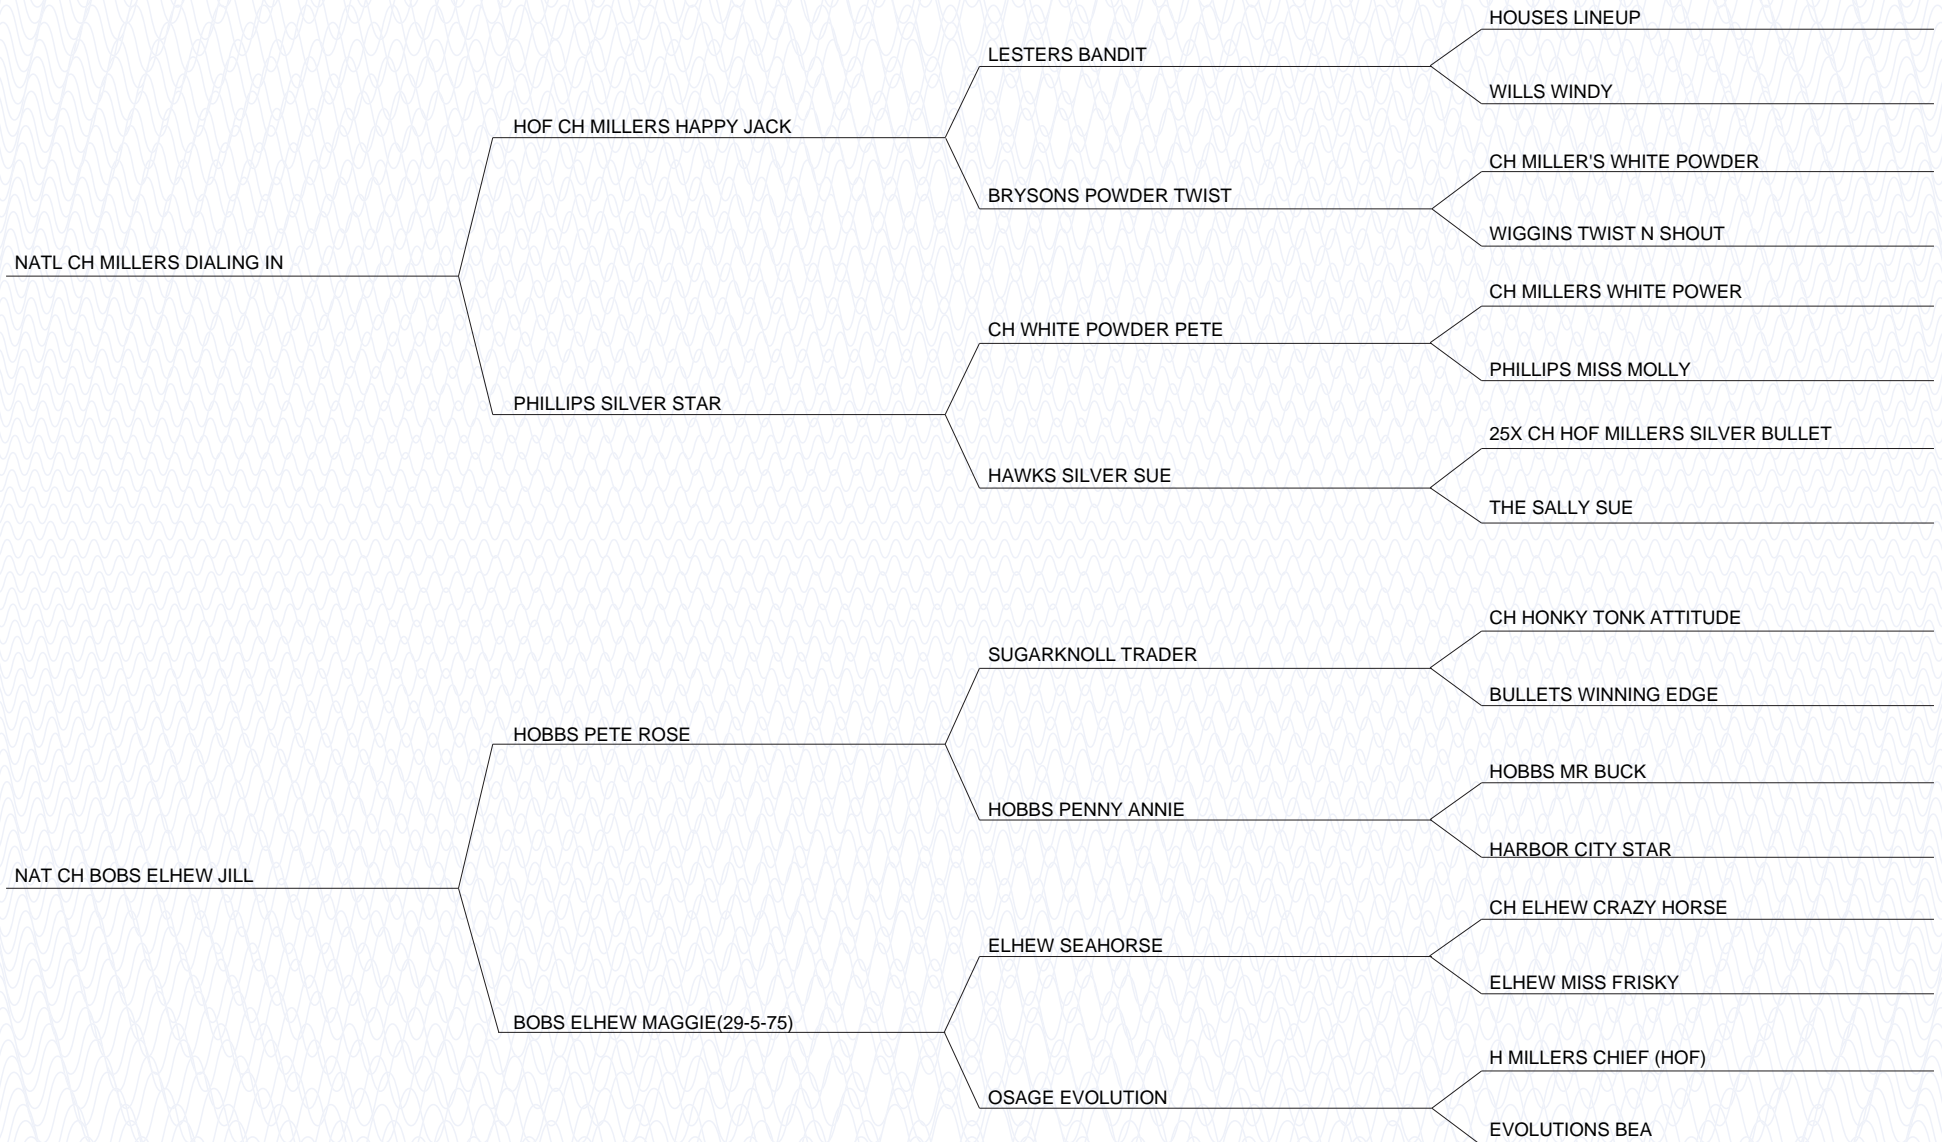 HOUSES LINEUP
LESTERS BANDIT
WILLS WINDY
HOF CH MILLERS HAPPY JACK
CH MILLER'S WHITE POWDER
BRYSONS POWDER TWIST
WIGGINS TWIST N SHOUT
NATL CH MILLERS DIALING IN
CH MILLERS WHITE POWER
CH WHITE POWDER PETE
PHILLIPS MISS MOLLY
PHILLIPS SILVER STAR
25X CH HOF MILLERS SILVER BULLET
HAWKS SILVER SUE
THE SALLY SUE
CH HONKY TONK ATTITUDE
SUGARKNOLL TRADER
BULLETS WINNING EDGE
HOBBS PETE ROSE
HOBBS MR BUCK
HOBBS PENNY ANNIE
HARBOR CITY STAR
NAT CH BOBS ELHEW JILL
CH ELHEW CRAZY HORSE
ELHEW SEAHORSE
ELHEW MISS FRISKY
BOBS ELHEW MAGGIE(29-5-75)
H MILLERS CHIEF (HOF)
OSAGE EVOLUTION
EVOLUTIONS BEA